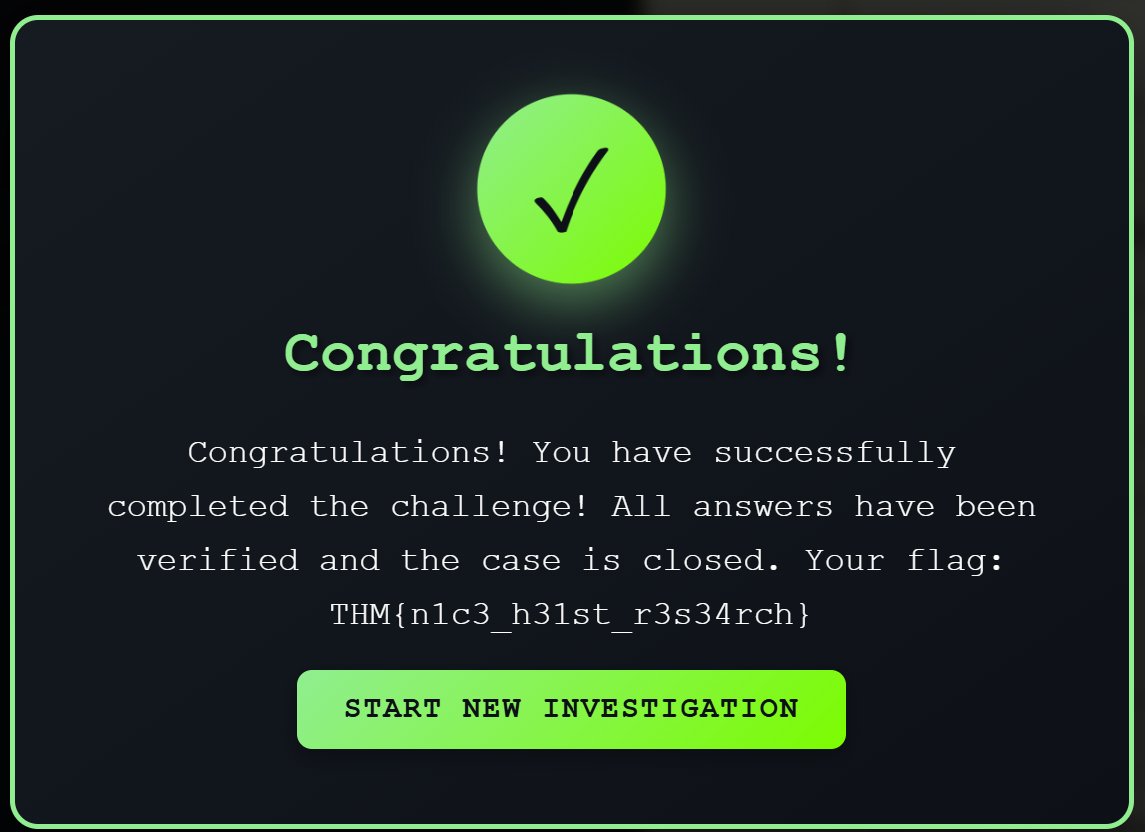 Congratulations!
Congratulations! You have successfully
completed the challenge! All answers have been
verified and the case is closed. Your flag:
THM{n1c3_h31st_r3s34rch}
START NEW INVESTIGATION